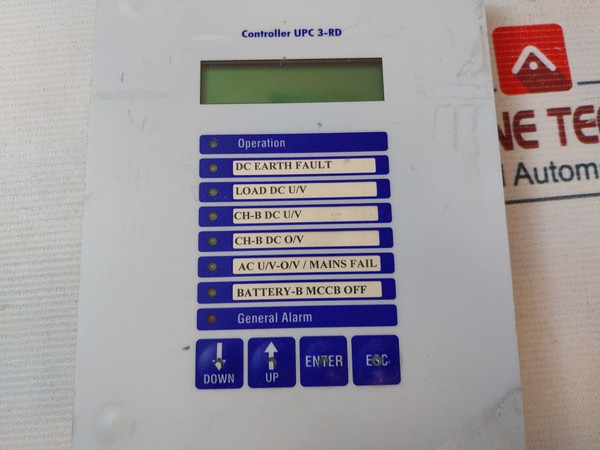 Controller UPC 3-RD
Operation
DC EARTH FAULT
LOAD DC U/V
CH-B DC U/V
CH-B DC O/V
AC U/V-O/V / MAINS FAIL
BATTERY-B MCCB OFF
General Alarm
DOWN
UP
ENTER
ESC
NE TE
Autom